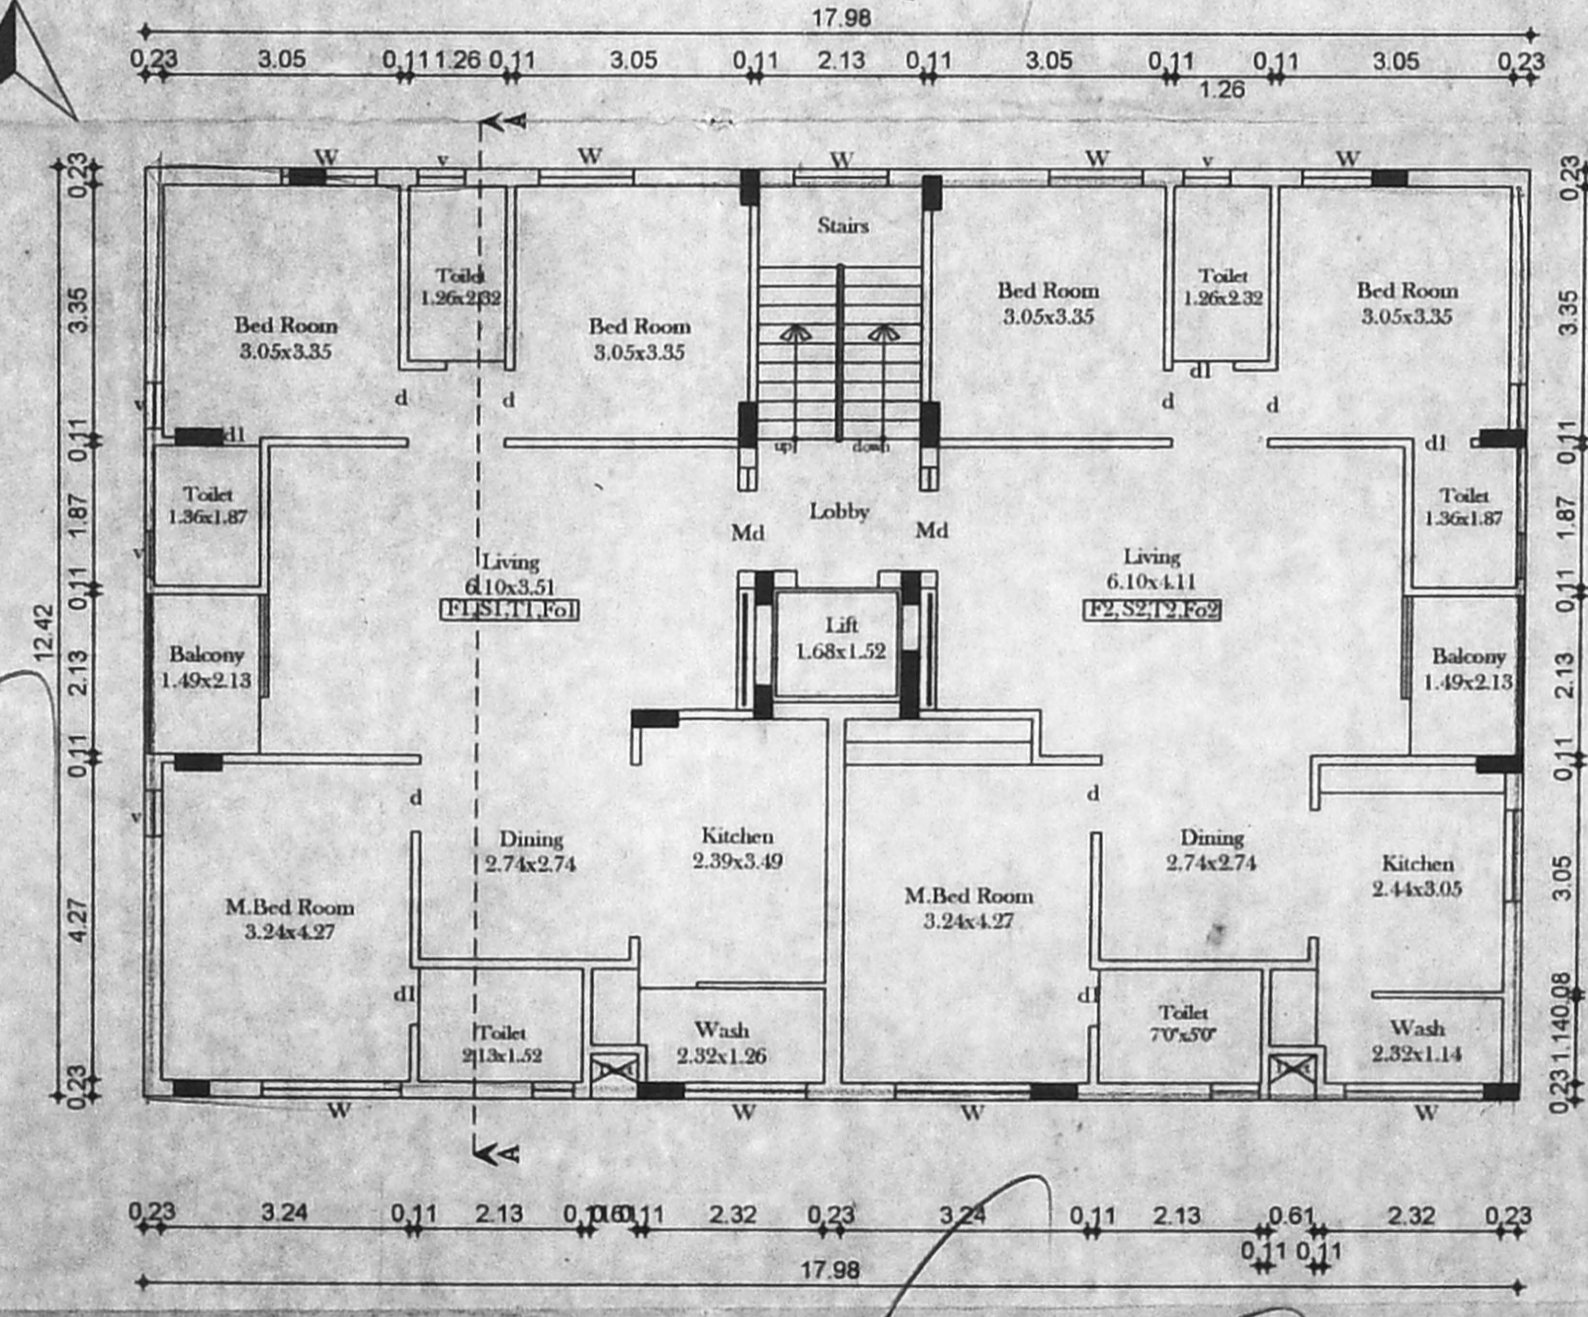 17.98
0,23 3.05 0,11 1.26 0,11 3.05 0,11 2.13 0,11 3.05 0,11 0,11 3.05 0,23
1.26
A
W v W W W v W
0,23
3.35
0,11
1.87
0,11
2.13
0,11
4.27
0,23
12.42
Bed Room
3.05x3.35
Toilet
1.26x2.32
Bed Room
3.05x3.35
Stairs
up down
Bed Room
3.05x3.35
Toilet
1.26x2.32
Bed Room
3.05x3.35
d d d1 d d
v d1 d1
Toilet
1.36x1.87
v
Living
6.10x3.51
F1,S1,T1,Fo1
Md Lobby Md
Living
6.10x4.11
F2, S2,T2,Fo2
Toilet
1.36x1.87
Balcony
1.49x2.13
Lift
1.68x1.52
Balcony
1.49x2.13
d d
v
Dining
2.74x2.74
Kitchen
2.39x3.49
Dining
2.74x2.74
Kitchen
2.44x3.05
M.Bed Room
3.24x4.27
M.Bed Room
3.24x4.27
d1 d1
Toilet
2.13x1.52
Wash
2.32x1.26
Toilet
7'0"x5'0"
Wash
2.32x1.14
W W W W
A
0,23
3.35
0,11
1.87
0,11
2.13
0,11
3.05
0.08
1.14
0,23
0,23 3.24 0,11 2.13 0,11 0,11 2.32 0,23 3.24 0,11 2.13 0.61 2.32 0,23
0,11 0,11
17.98